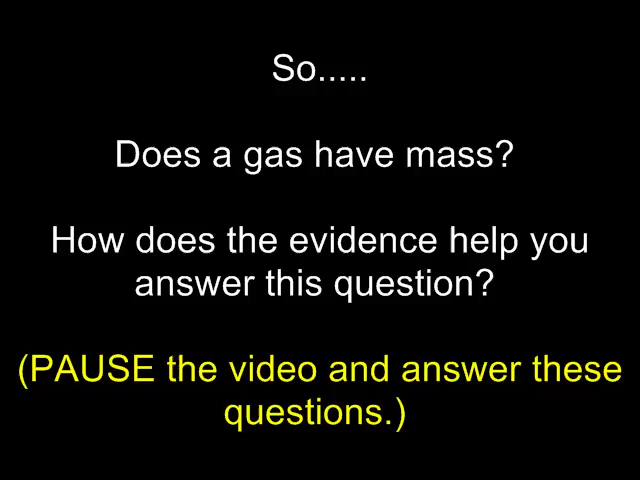 So.....
Does a gas have mass?
How does the evidence help you
answer this question?
(PAUSE the video and answer these
questions.)